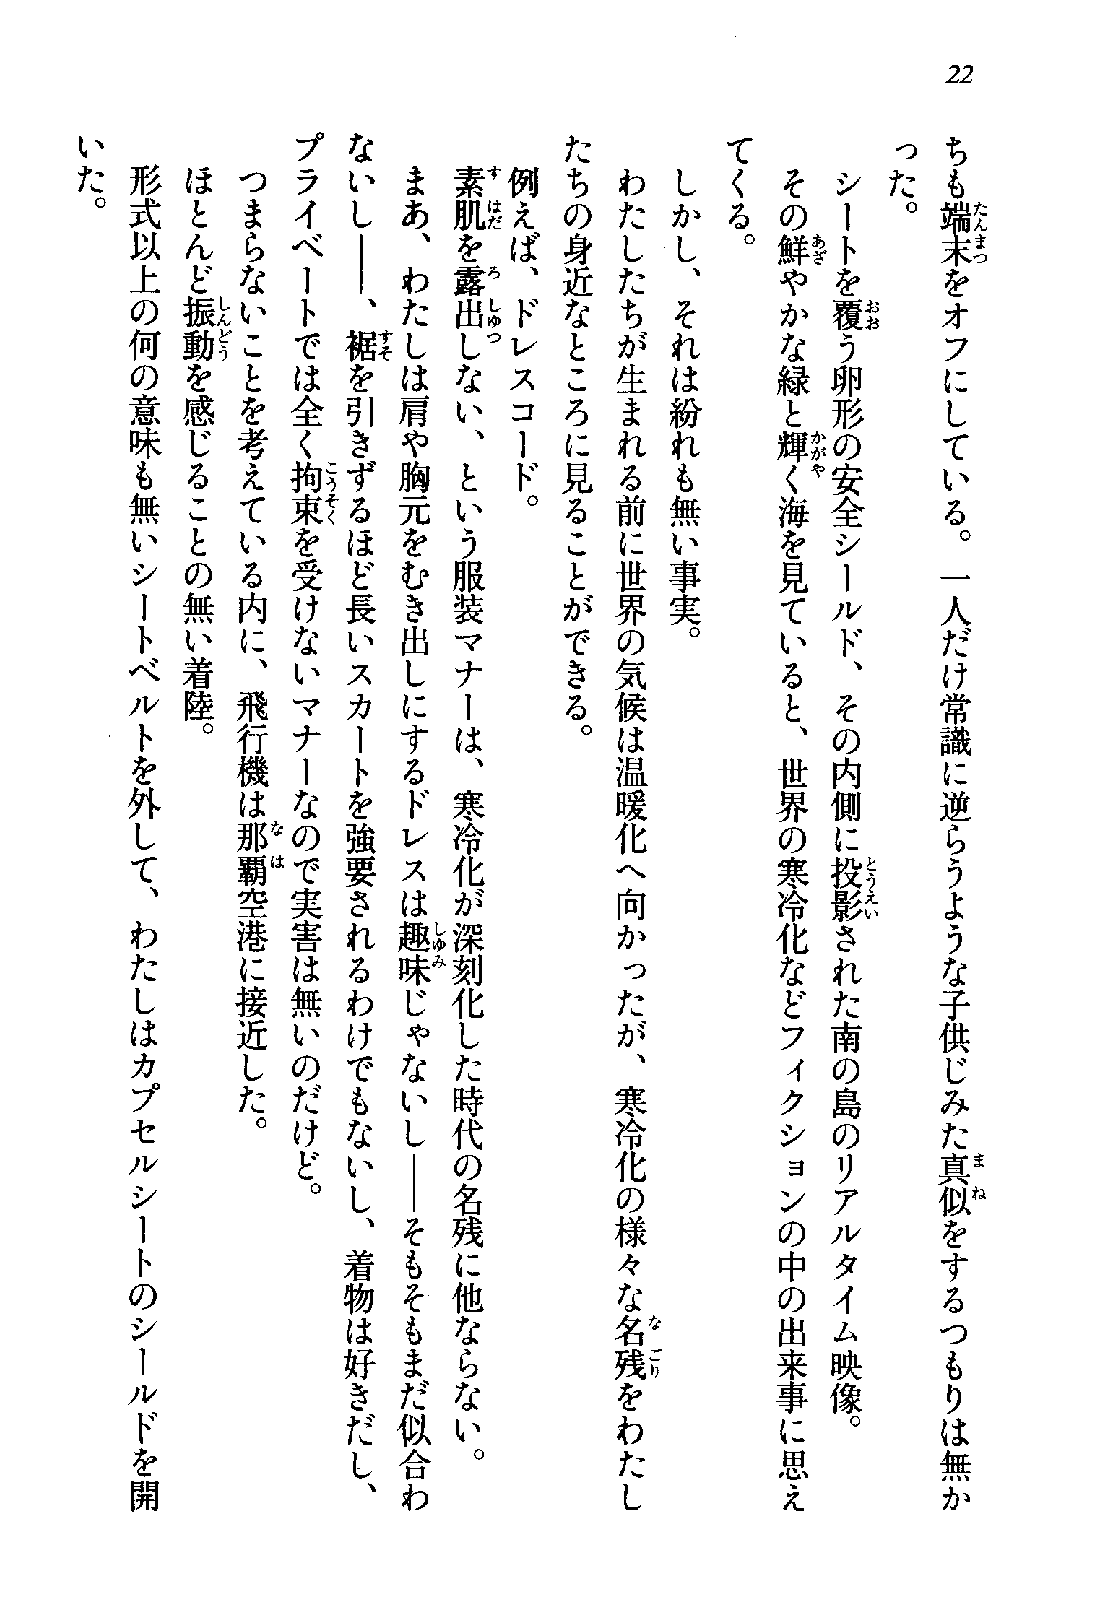 22
ちも端末をオフにしている。一人だけ常識に逆らうような子供じみた真似をするつもりは無か
った。
シートを覆う卵形の安全シールド、その内側に投影された南の島のリアルタイム映像。
その鮮やかな緑と輝く海を見ていると、世界の寒冷化などフィクションの中の出来事に思え
てくる。
しかし、それは紛れも無い事実。
わたしたちが生まれる前に世界の気候は温暖化へ向かったが、寒冷化の様々な名残をわたし
たちの身近なところに見ることができる。
例えば、ドレスコード。
素肌を露出しない、という服装マナーは、寒冷化が深刻化した時代の名残に他ならない。
まあ、わたしは肩や胸元をむき出しにするドレスは趣味じゃないし――そもそもまだ似合わ
ないし――、裾を引きずるほど長いスカートを強要されるわけでもないし、着物は好きだし、
プライベートでは全く拘束を受けないマナーなので実害は無いのだけど。
つまらないことを考えている内に、飛行機は那覇空港に接近した。
ほとんど振動を感じることの無い着陸。
形式以上の何の意味も無いシートベルトを外して、わたしはカプセルシートのシールドを開
いた。